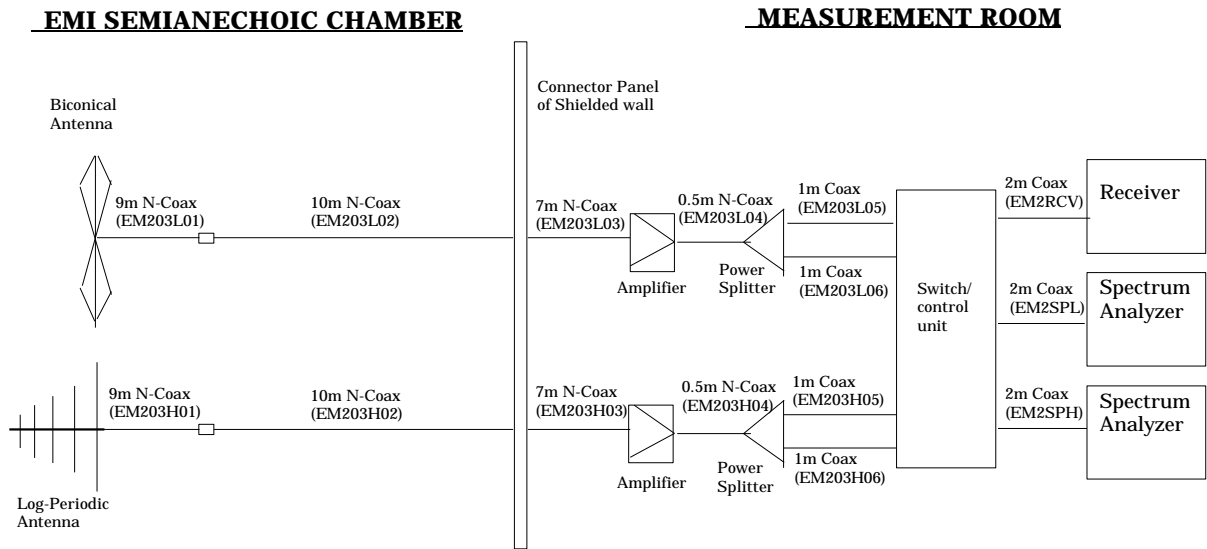 EMI SEMIANECHOIC CHAMBER
MEASUREMENT ROOM
Connector Panel
of Shielded wall
Biconical
Antenna
9m N-Coax
(EM203L01)
10m N-Coax
(EM203L02)
7m N-Coax
(EM203L03)
Amplifier
0.5m N-Coax
(EM203L04)
Power
Splitter
1m Coax
(EM203L05)
1m Coax
(EM203L06)
Switch/
control
unit
2m Coax
(EM2RCV)
Receiver
2m Coax
(EM2SPL)
Spectrum
Analyzer
Log-Periodic
Antenna
9m N-Coax
(EM203H01)
10m N-Coax
(EM203H02)
7m N-Coax
(EM203H03)
Amplifier
0.5m N-Coax
(EM203H04)
Power
Splitter
1m Coax
(EM203H05)
1m Coax
(EM203H06)
2m Coax
(EM2SPH)
Spectrum
Analyzer